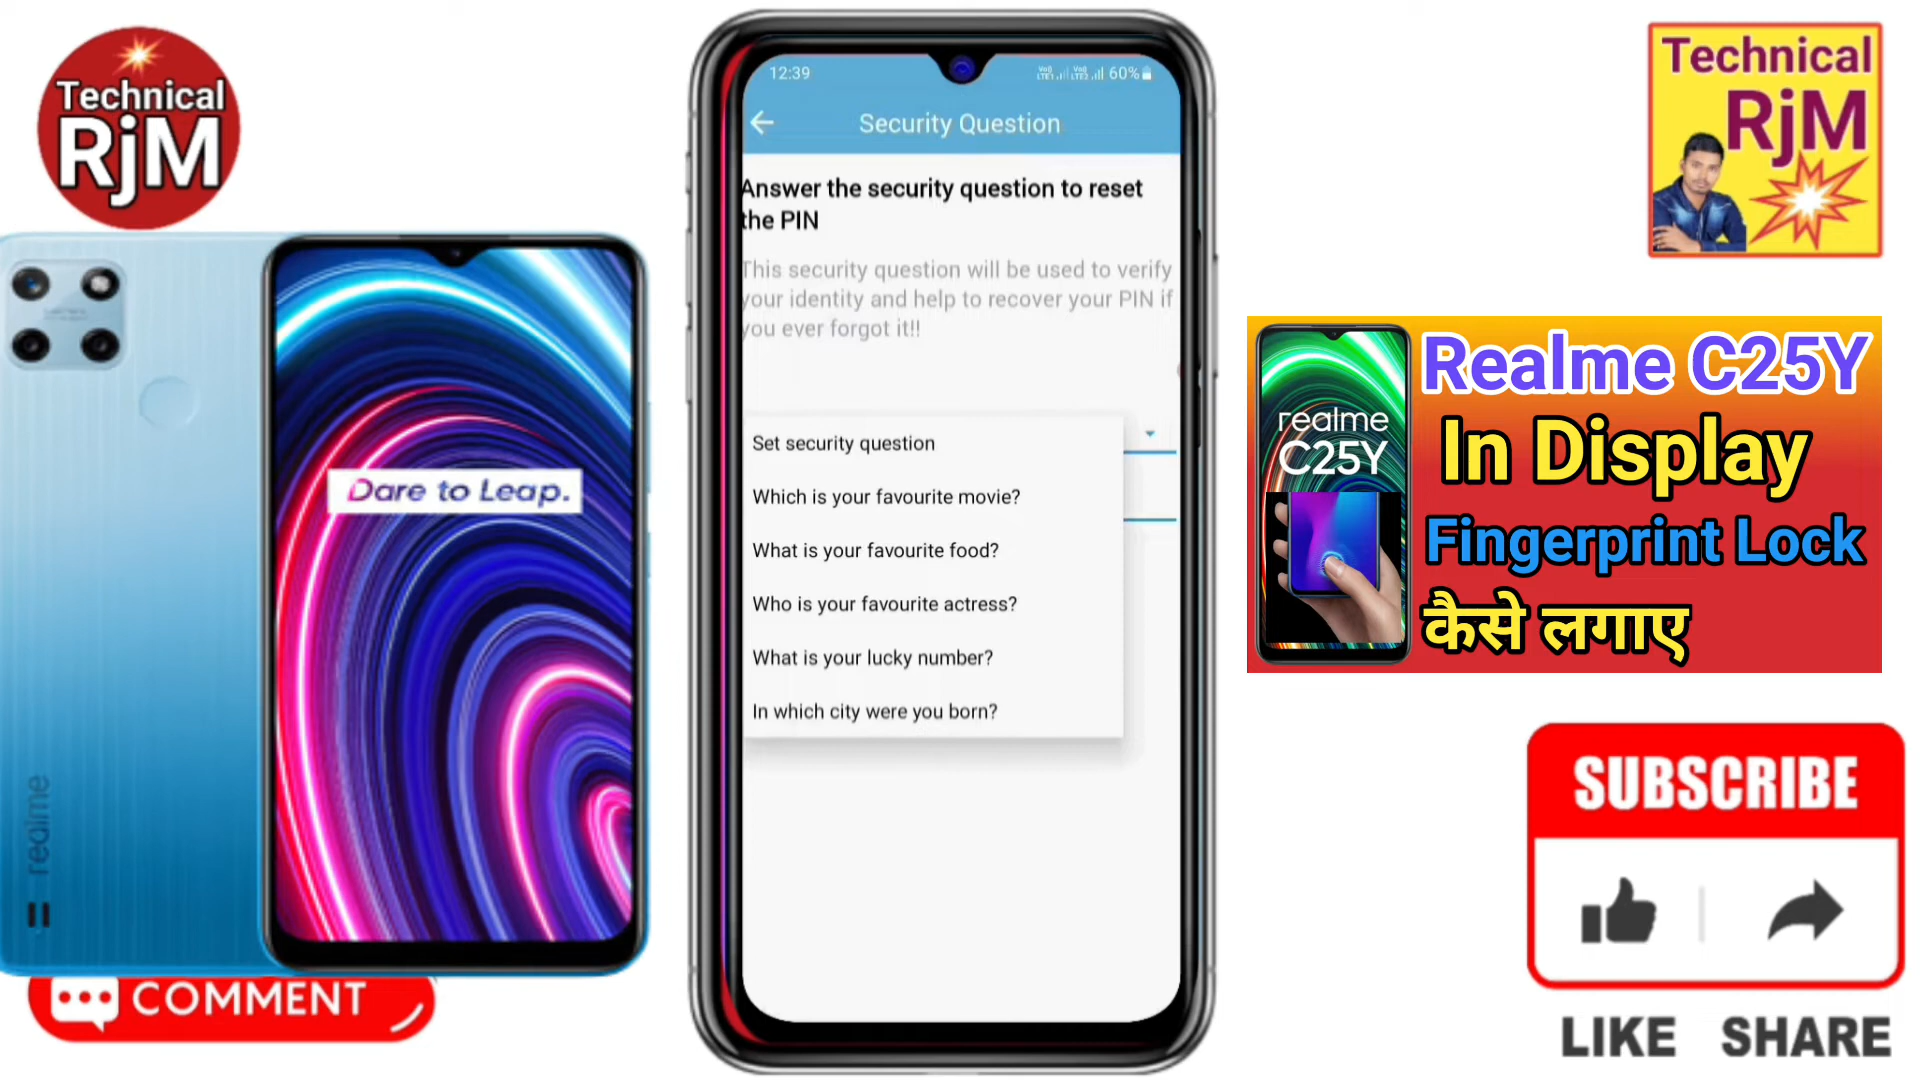 Technical
RjM
Dare to Leap.
realme
COMMENT
12:39
60%
Security Question
Answer the security question to reset
the PIN
This security question will be used to verify
your identity and help to recover your PIN if
you ever forgot it!!
Set security question
Which is your favourite movie?
What is your favourite food?
Who is your favourite actress?
What is your lucky number?
In which city were you born?
Technical
RjM
realme
C25Y
Realme C25Y
In Display
Fingerprint Lock
कैसे लगाए
SUBSCRIBE
LIKE SHARE